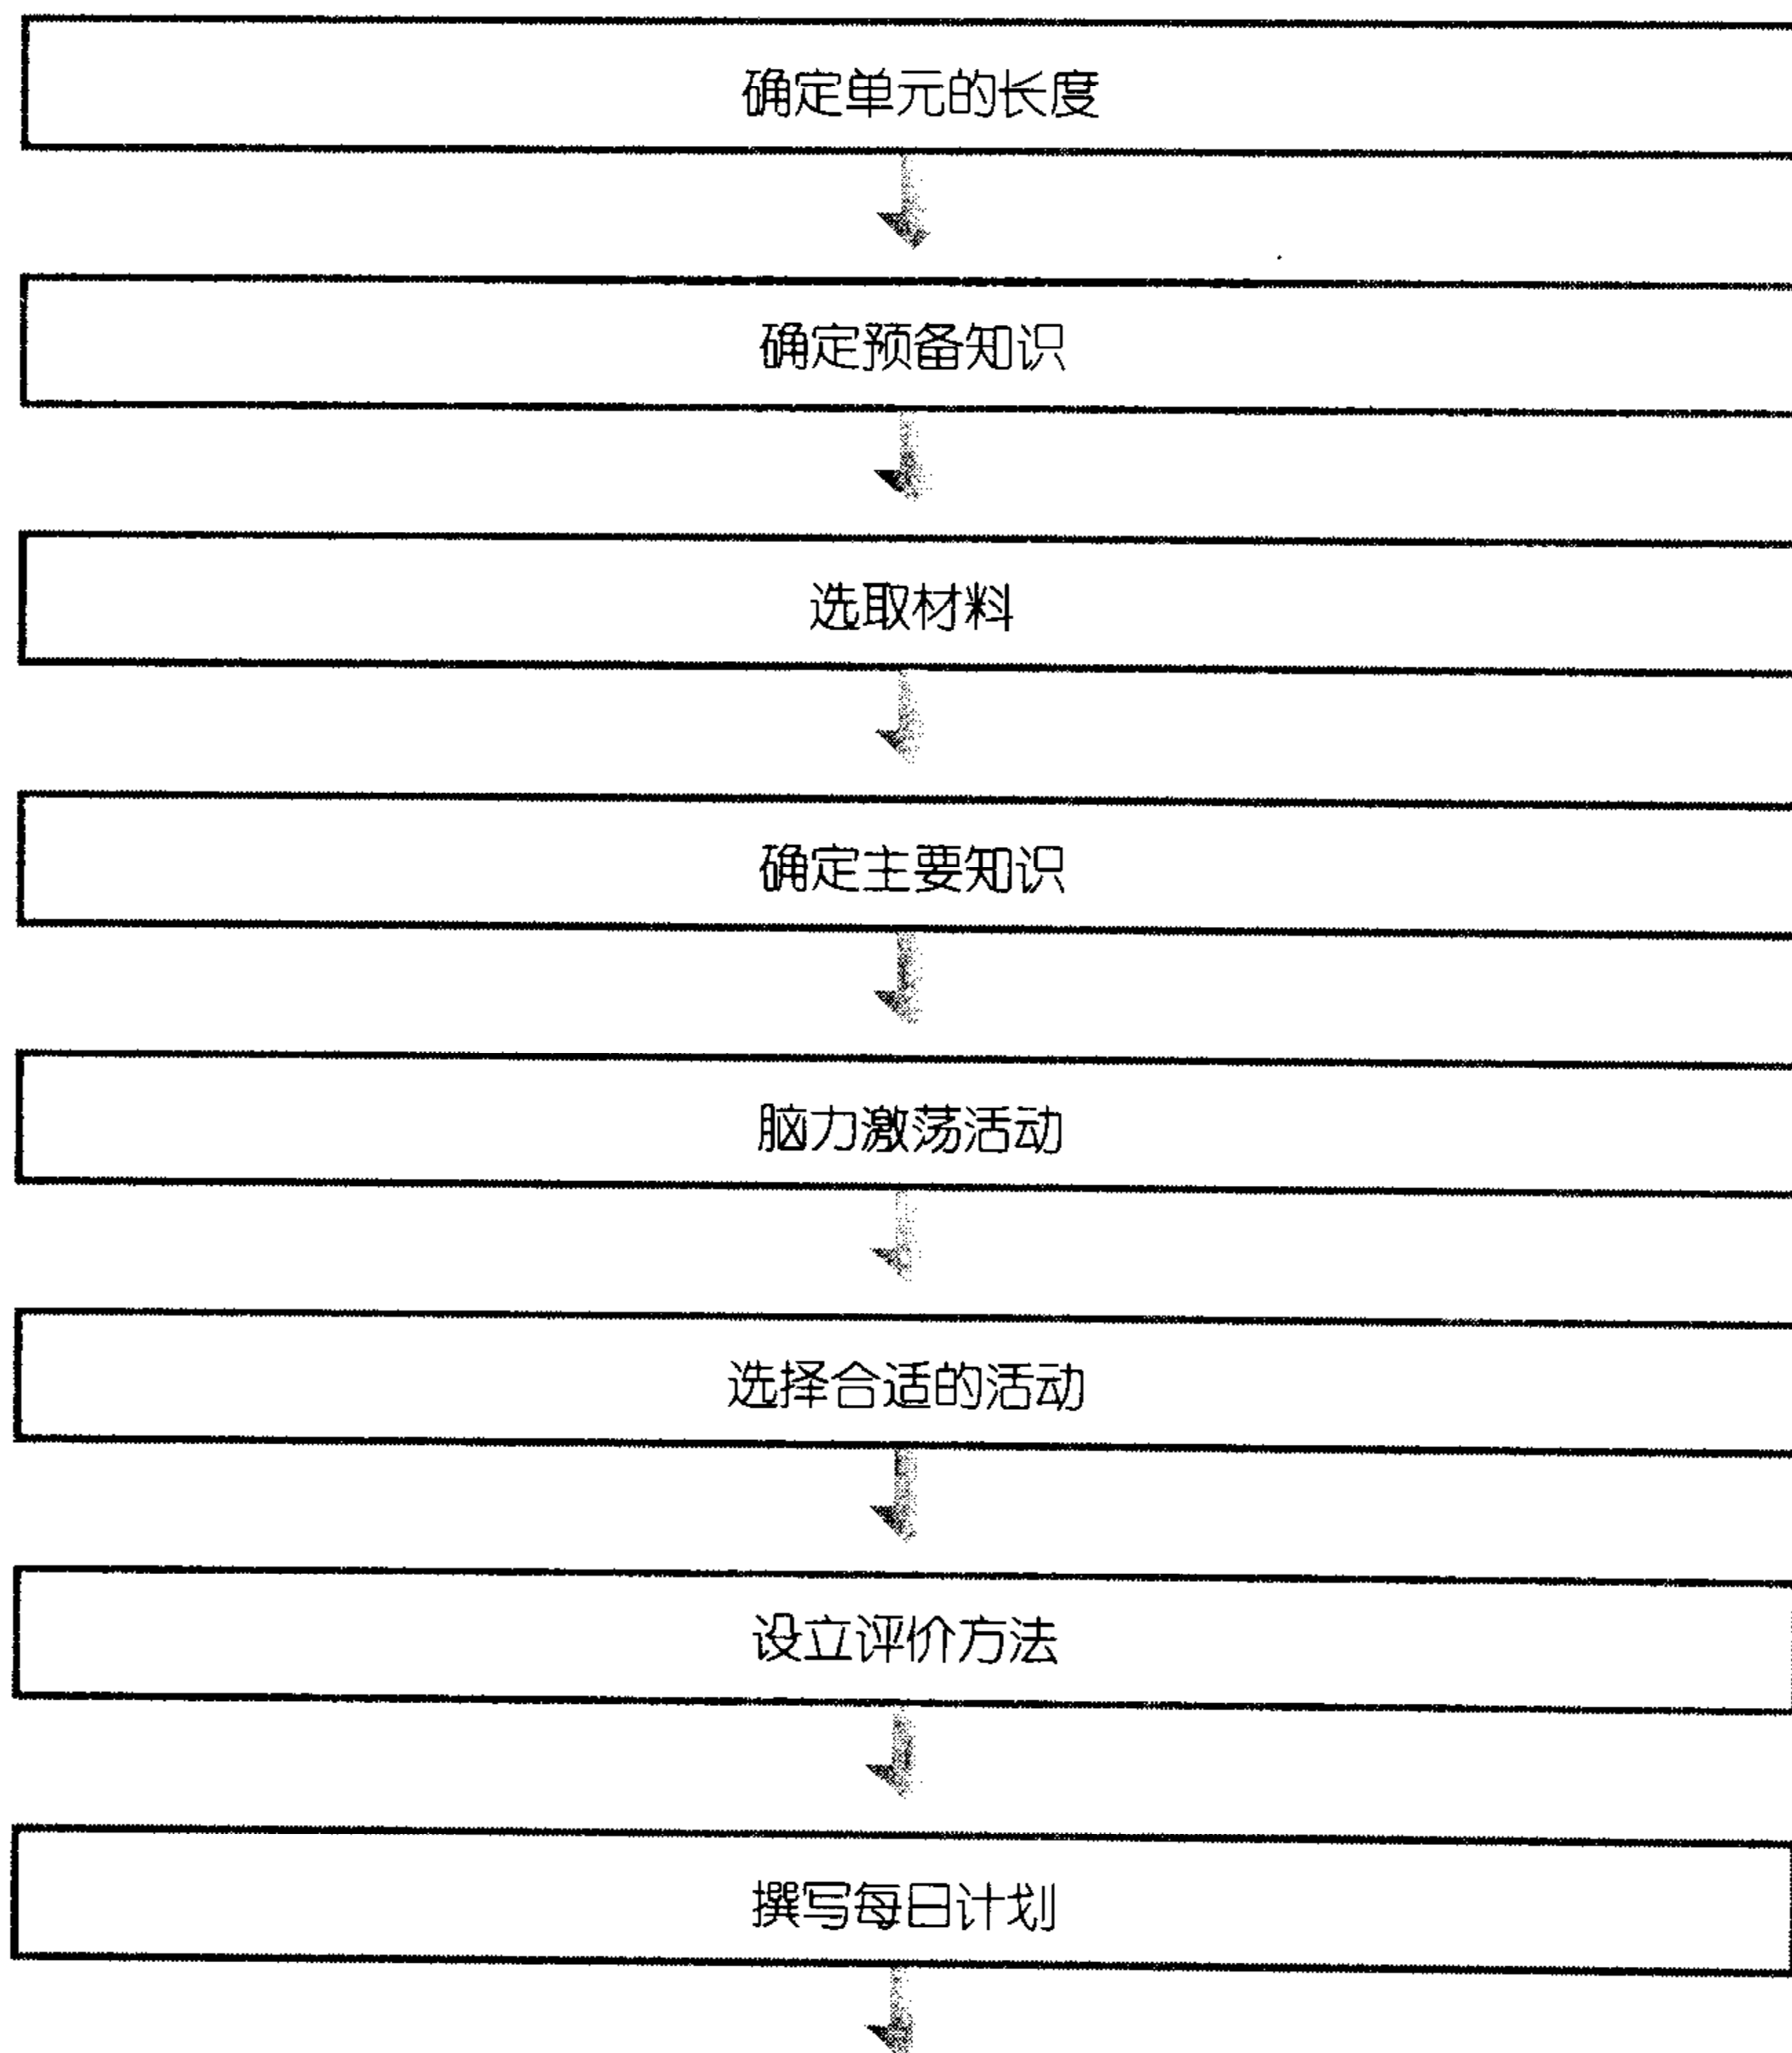 确定单元的长度
确定预备知识
选取材料
确定主要知识
脑力激荡活动
选择合适的活动
设立评价方法
撰写每日计划